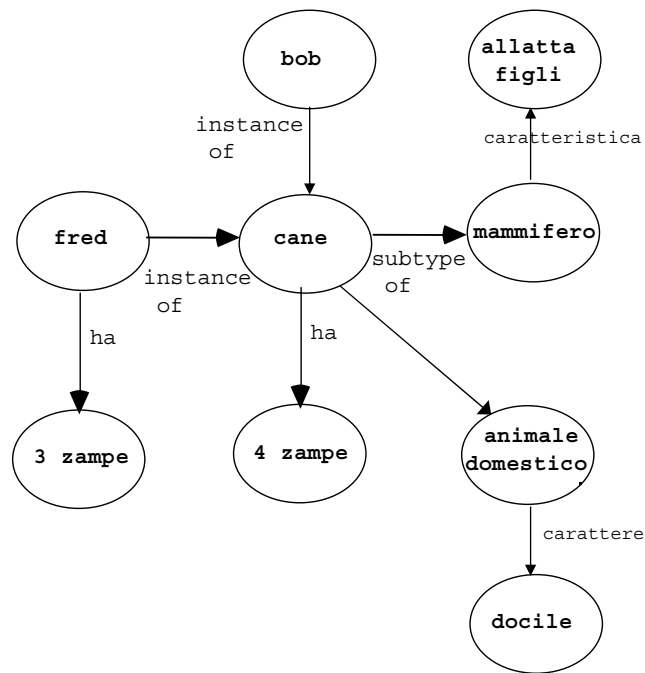 bob
allatta
figli
instance
of
caratteristica
fred
cane
mammifero
instance
of
subtype
of
ha
ha
3 zampe
4 zampe
animale
domestico
carattere
docile